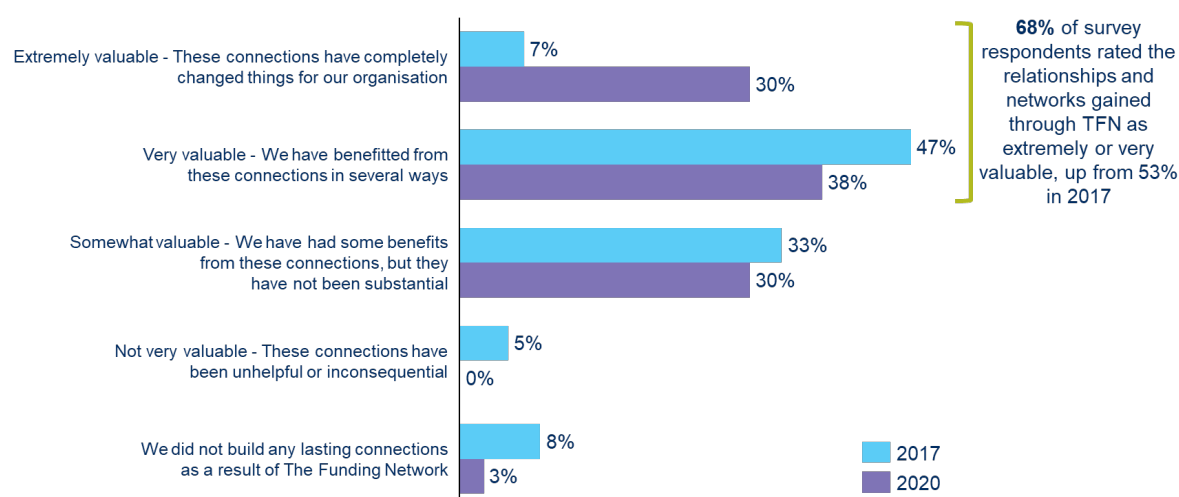 Extremely valuable - These connections have completely
changed things for our organisation
7%
30%
68% of survey
respondents rated the
relationships and
networks gained
through TFN as
extremely or very
valuable, up from 53%
in 2017
Very valuable - We have benefitted from
these connections in several ways
47%
38%
Somewhat valuable - We have had some benefits
from these connections, but they
have not been substantial
33%
30%
Not very valuable - These connections have
been unhelpful or inconsequential
5%
0%
We did not build any lasting connections
as a result of The Funding Network
8%
3%
2017
2020